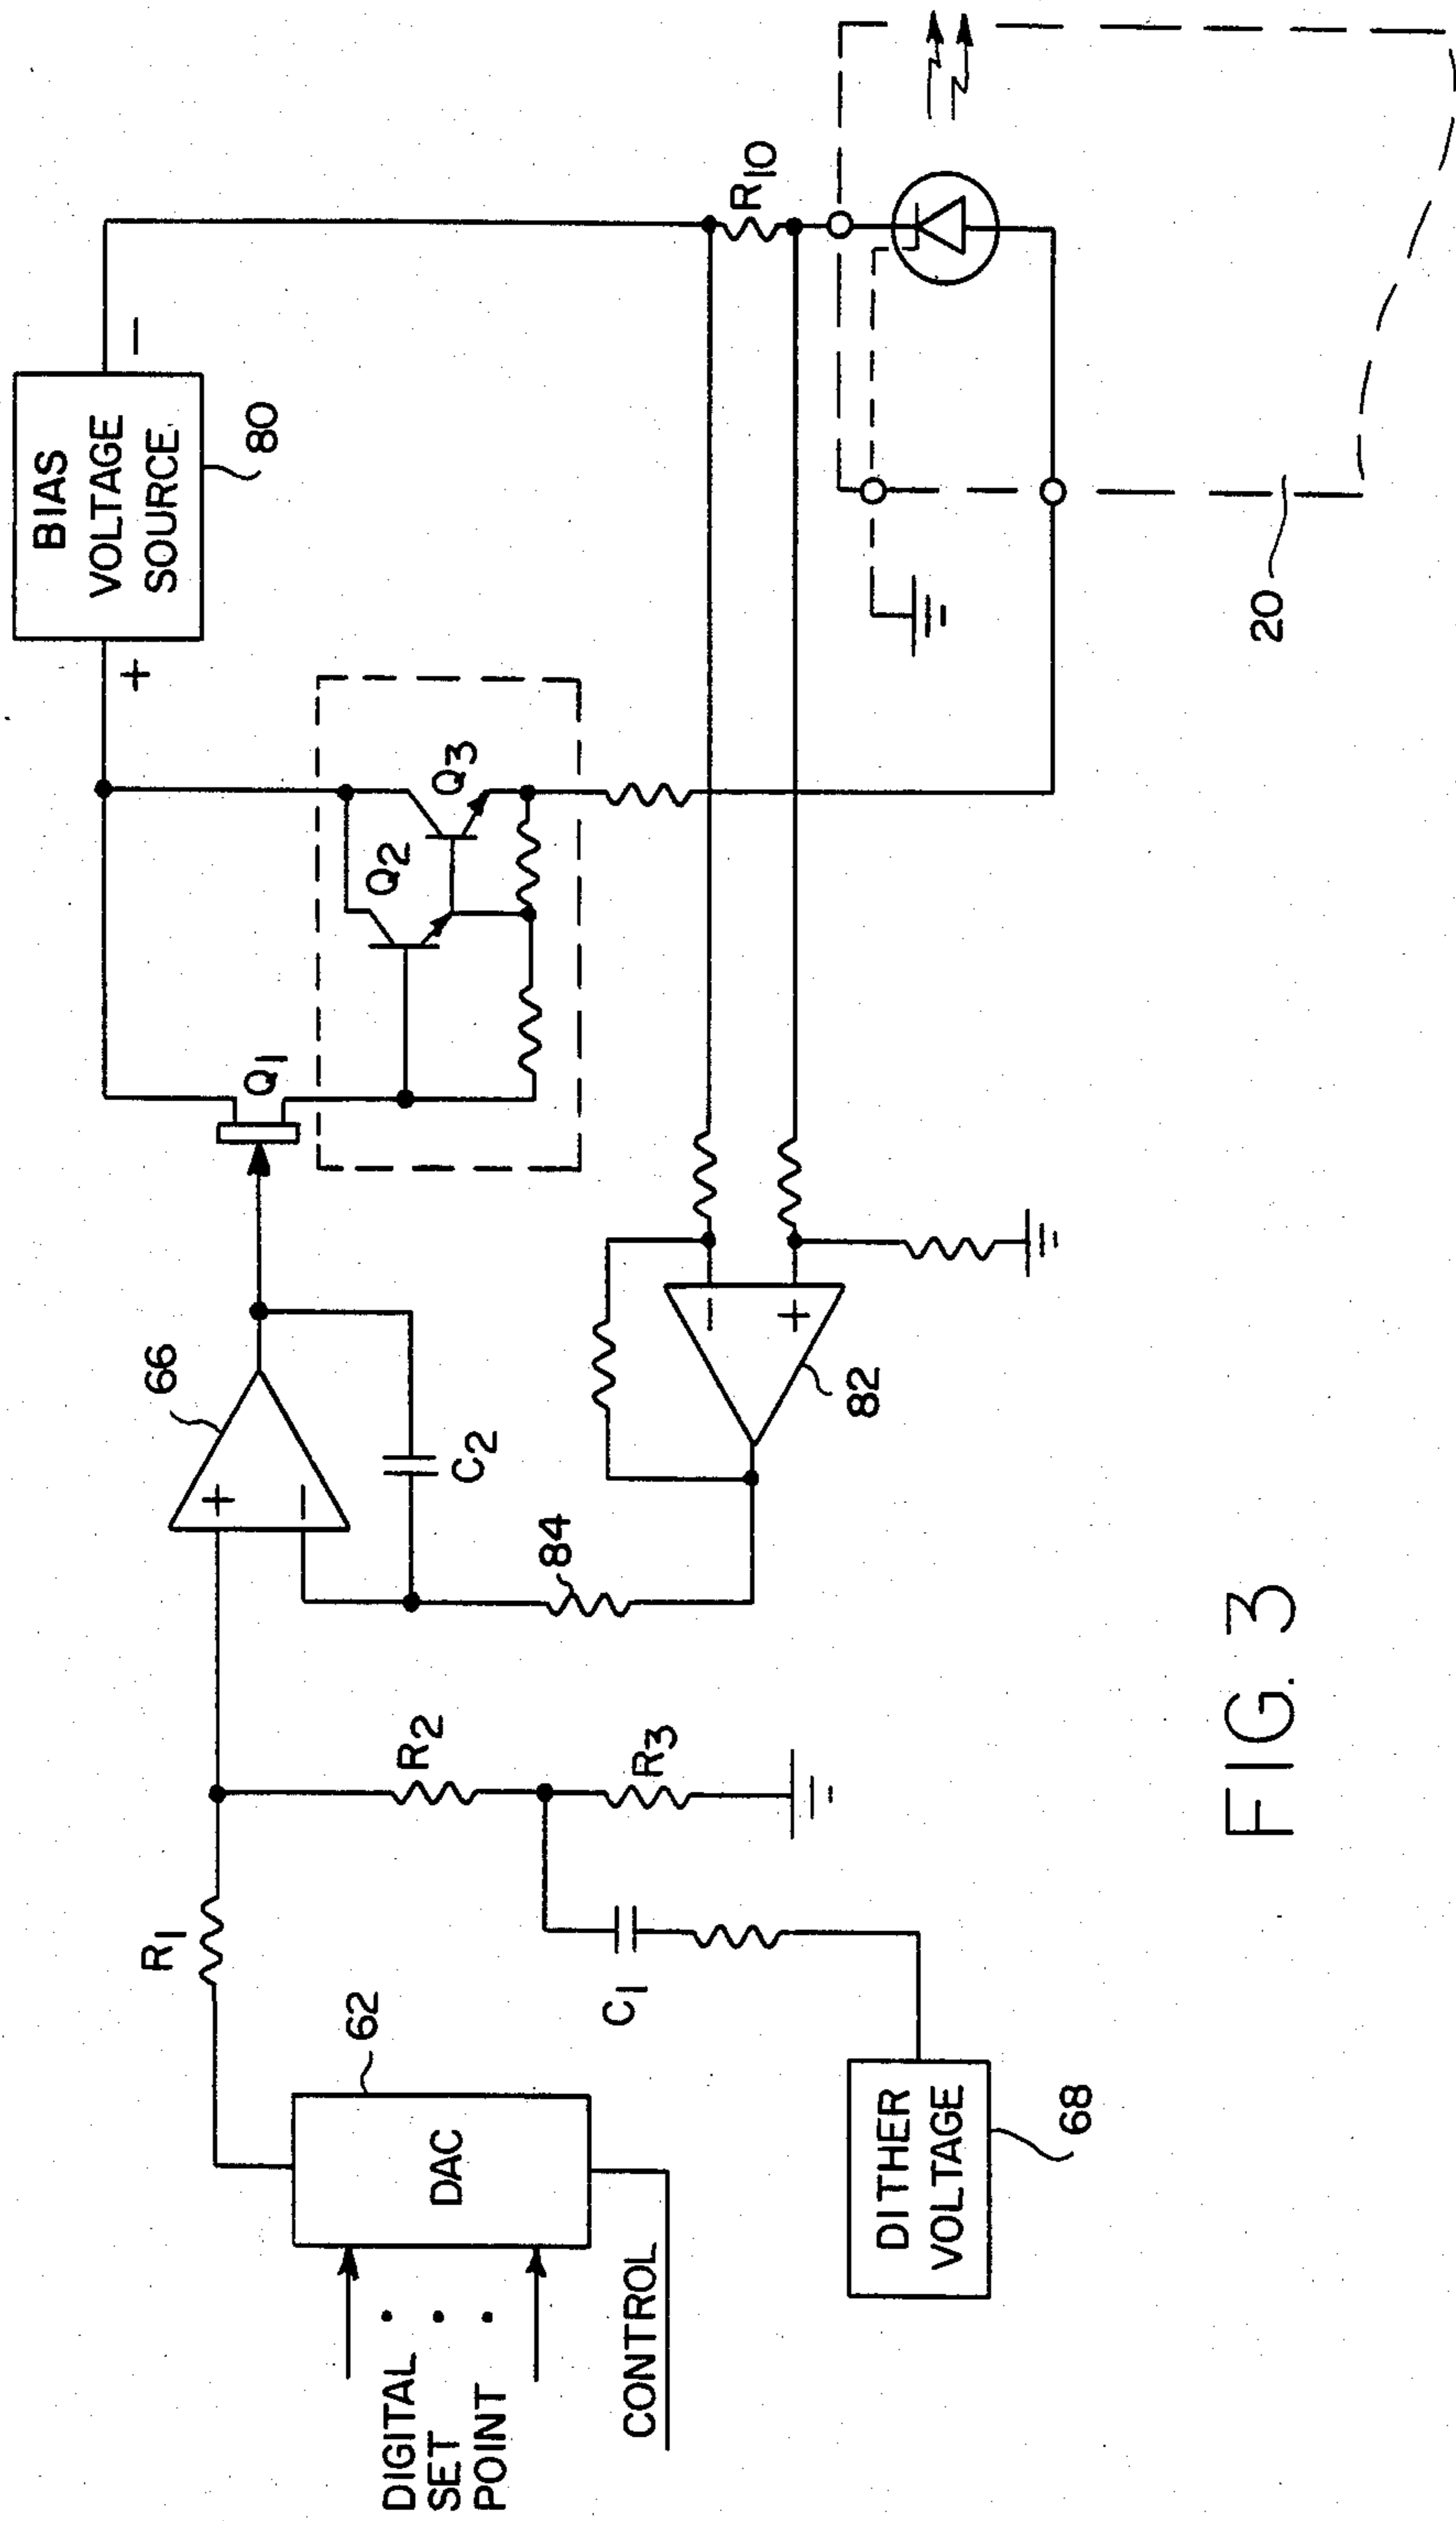 BIAS
VOLTAGE
SOURCE
80
+
−
Q1
Q2
Q3
66
+
−
C2
R1
62
DAC
DIGITAL
SET
POINT
CONTROL
R2
R3
C1
DITHER
VOLTAGE
68
84
−
+
82
R10
20
FIG. 3